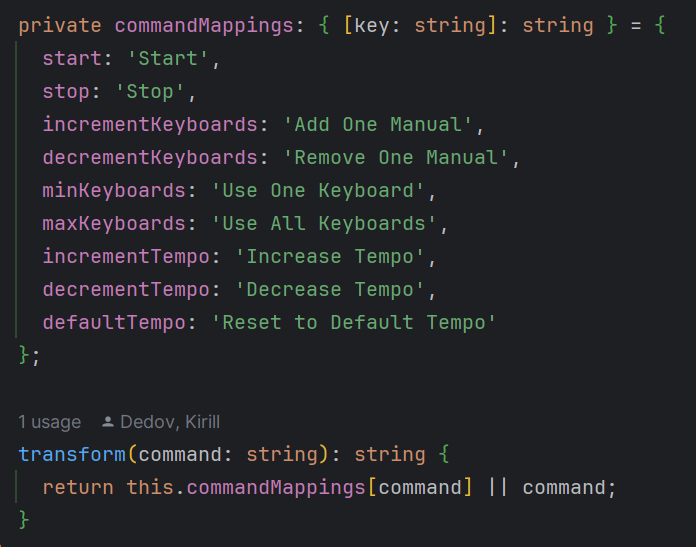 private commandMappings: { [key: string]: string } = {
  start: 'Start',
  stop: 'Stop',
  incrementKeyboards: 'Add One Manual',
  decrementKeyboards: 'Remove One Manual',
  minKeyboards: 'Use One Keyboard',
  maxKeyboards: 'Use All Keyboards',
  incrementTempo: 'Increase Tempo',
  decrementTempo: 'Decrease Tempo',
  defaultTempo: 'Reset to Default Tempo'
};
1 usage Dedov, Kirill
transform(command: string): string {
  return this.commandMappings[command] || command;
}